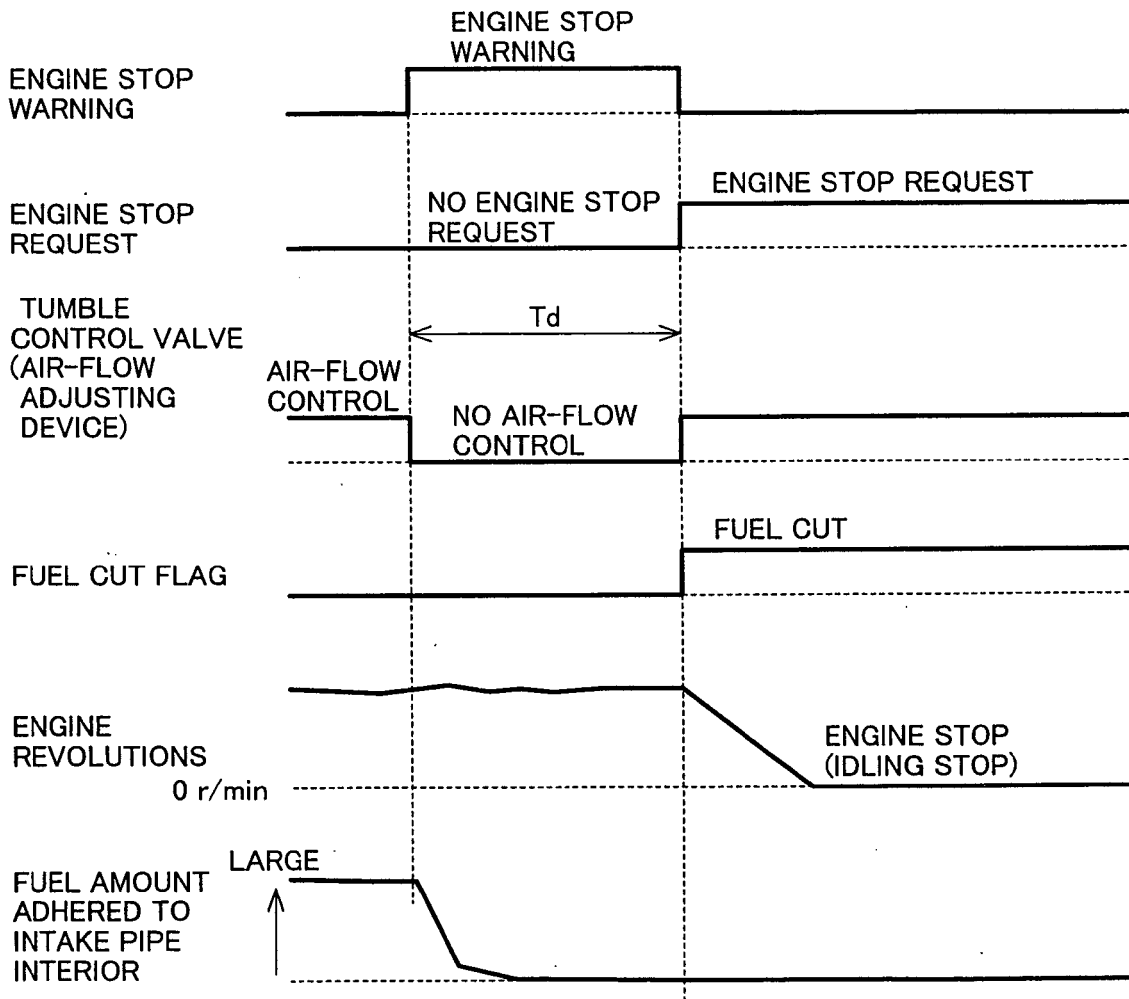 ENGINE STOP
WARNING
ENGINE STOP
WARNING
ENGINE STOP
REQUEST
NO ENGINE STOP
REQUEST
ENGINE STOP REQUEST
TUMBLE
CONTROL VALVE
(AIR-FLOW
ADJUSTING
DEVICE)
AIR-FLOW
CONTROL
Td
NO AIR-FLOW
CONTROL
FUEL CUT FLAG
FUEL CUT
ENGINE
REVOLUTIONS
0 r/min
ENGINE STOP
(IDLING STOP)
LARGE
FUEL AMOUNT
ADHERED TO
INTAKE PIPE
INTERIOR